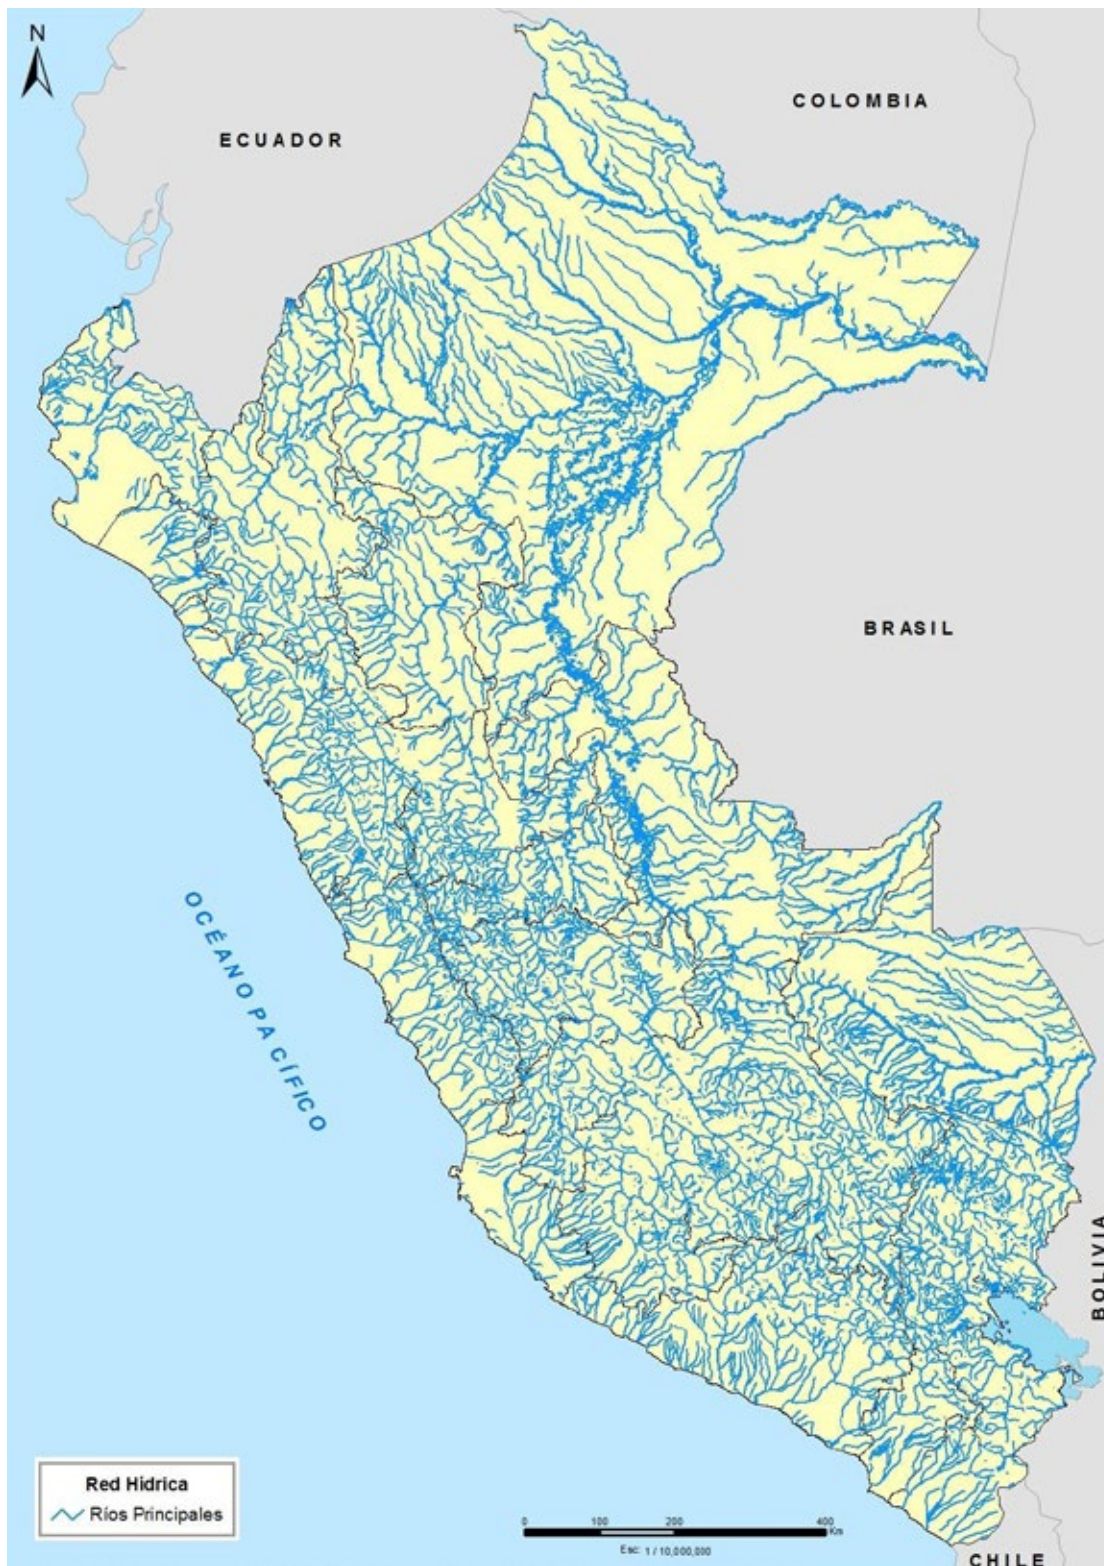 N
COLOMBIA
ECUADOR
BRASIL
OCÉANO PACÍFICO
BOLIVIA
Red Hídrica
Ríos Principales
0 100 200 400
Km
Esc: 1 / 10,000,000
CHILE